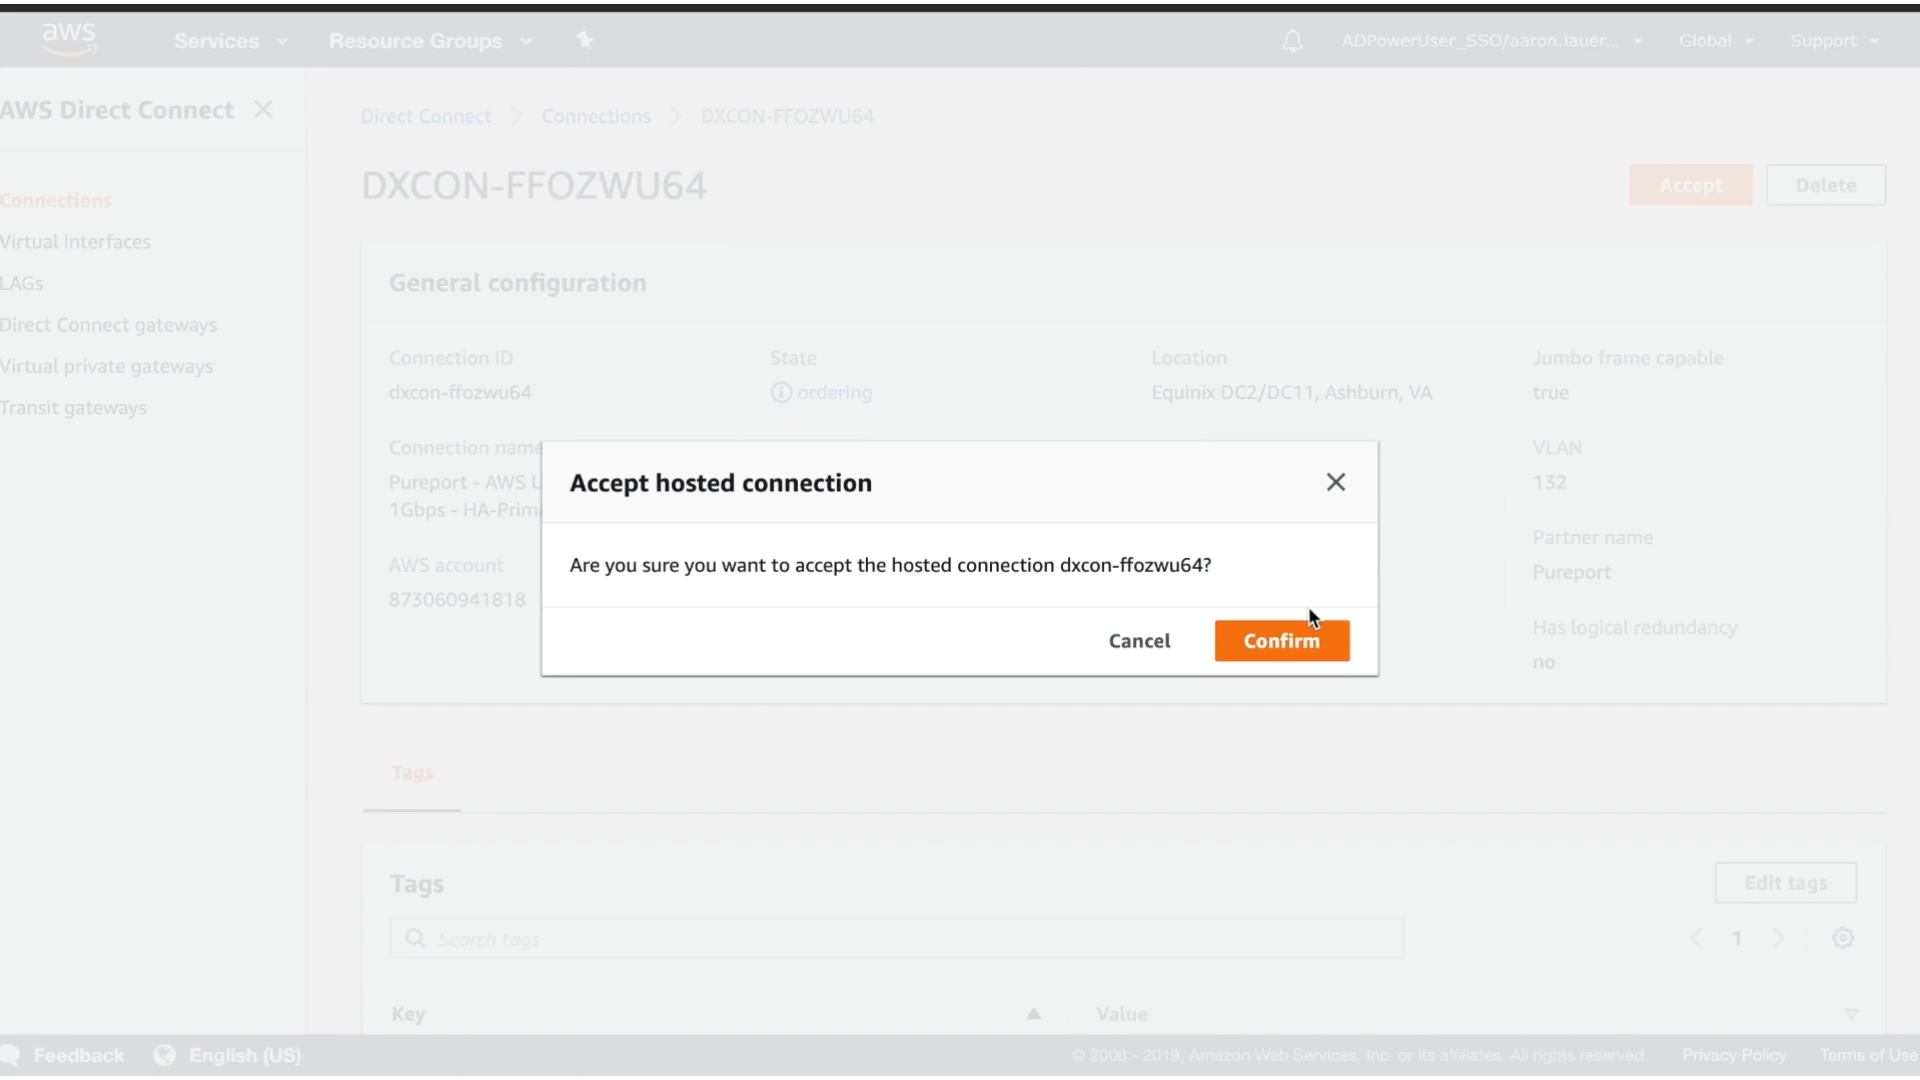 aws
Services
Resource Groups
ADPowerUser_SSO/aaron.lauer...
Global
Support
AWS Direct Connect
Connections
Virtual interfaces
LAGs
Direct Connect gateways
Virtual private gateways
Transit gateways
Direct Connect
Connections
DXCON-FFOZWU64
DXCON-FFOZWU64
Accept
Delete
General configuration
Connection ID
dxcon-ffozwu64
State
ordering
Location
Equinix DC2/DC11, Ashburn, VA
Jumbo frame capable
true
Connection name
Pureport - AWS U
1Gbps - HA-Prima
AWS account
873060941818
VLAN
132
Partner name
Pureport
Has logical redundancy
no
Accept hosted connection
Are you sure you want to accept the hosted connection dxcon-ffozwu64?
Cancel
Confirm
Tags
Tags
Edit tags
Search tags
1
Key
Value
Feedback
English (US)
© 2008 - 2019, Amazon Web Services, Inc. or its affiliates. All rights reserved.
Privacy Policy
Terms of Use